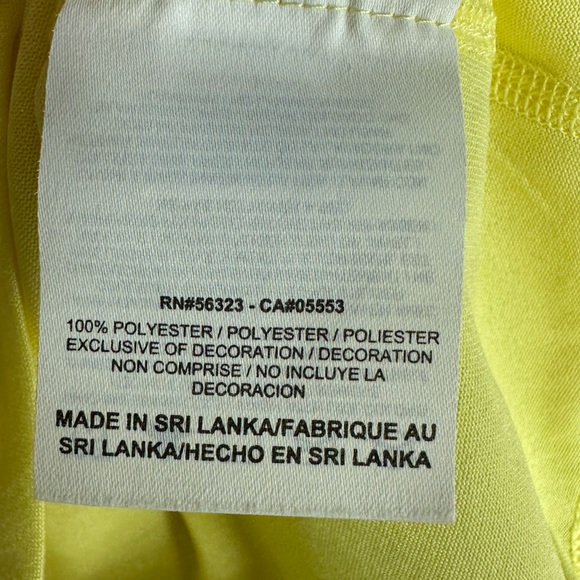 RN#56323 - CA#05553
100% POLYESTER / POLYESTER / POLIESTER
EXCLUSIVE OF DECORATION / DECORATION
NON COMPRISE / NO INCLUYE LA
DECORACION
MADE IN SRI LANKA/FABRIQUE AU
SRI LANKA/HECHO EN SRI LANKA